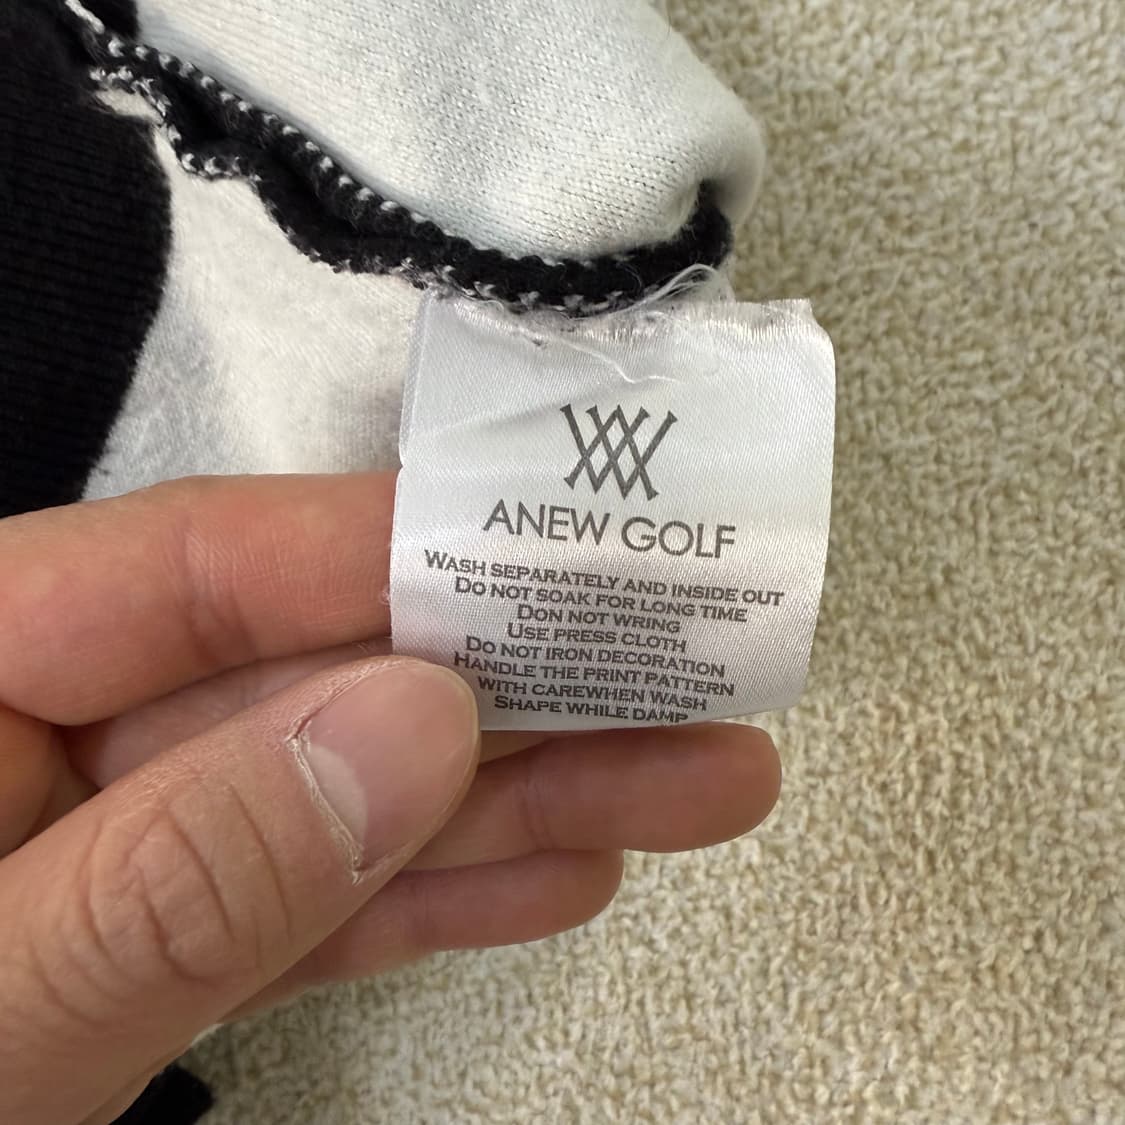 ANEW GOLF
WASH SEPARATELY AND INSIDE OUT
DO NOT SOAK FOR LONG TIME
DON NOT WRING
USE PRESS CLOTH
DO NOT IRON DECORATION
HANDLE THE PRINT PATTERN
WITH CAREWHEN WASH
SHAPE WHILE DAMP